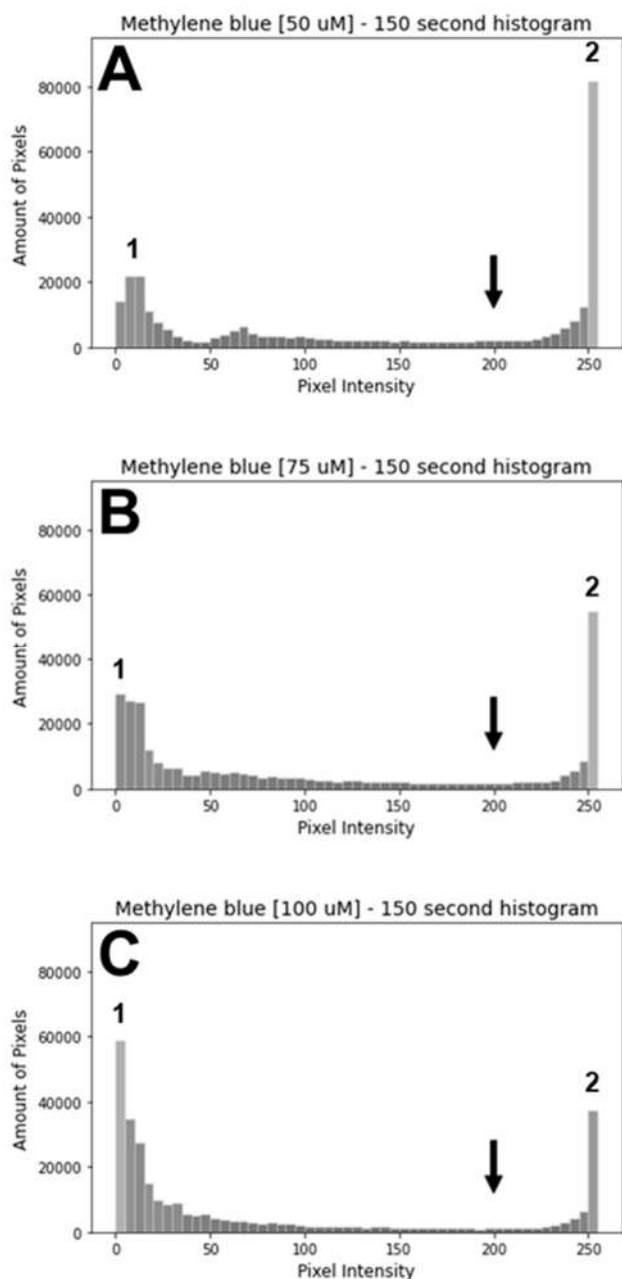 Methylene blue [50 uM] - 150 second histogram
A
2
1
80000
60000
40000
20000
0
Amount of Pixels
0 50 100 150 200 250
Pixel Intensity
Methylene blue [75 uM] - 150 second histogram
B
2
1
80000
60000
40000
20000
0
Amount of Pixels
0 50 100 150 200 250
Pixel Intensity
Methylene blue [100 uM] - 150 second histogram
C
1
2
80000
60000
40000
20000
0
Amount of Pixels
0 50 100 150 200 250
Pixel Intensity